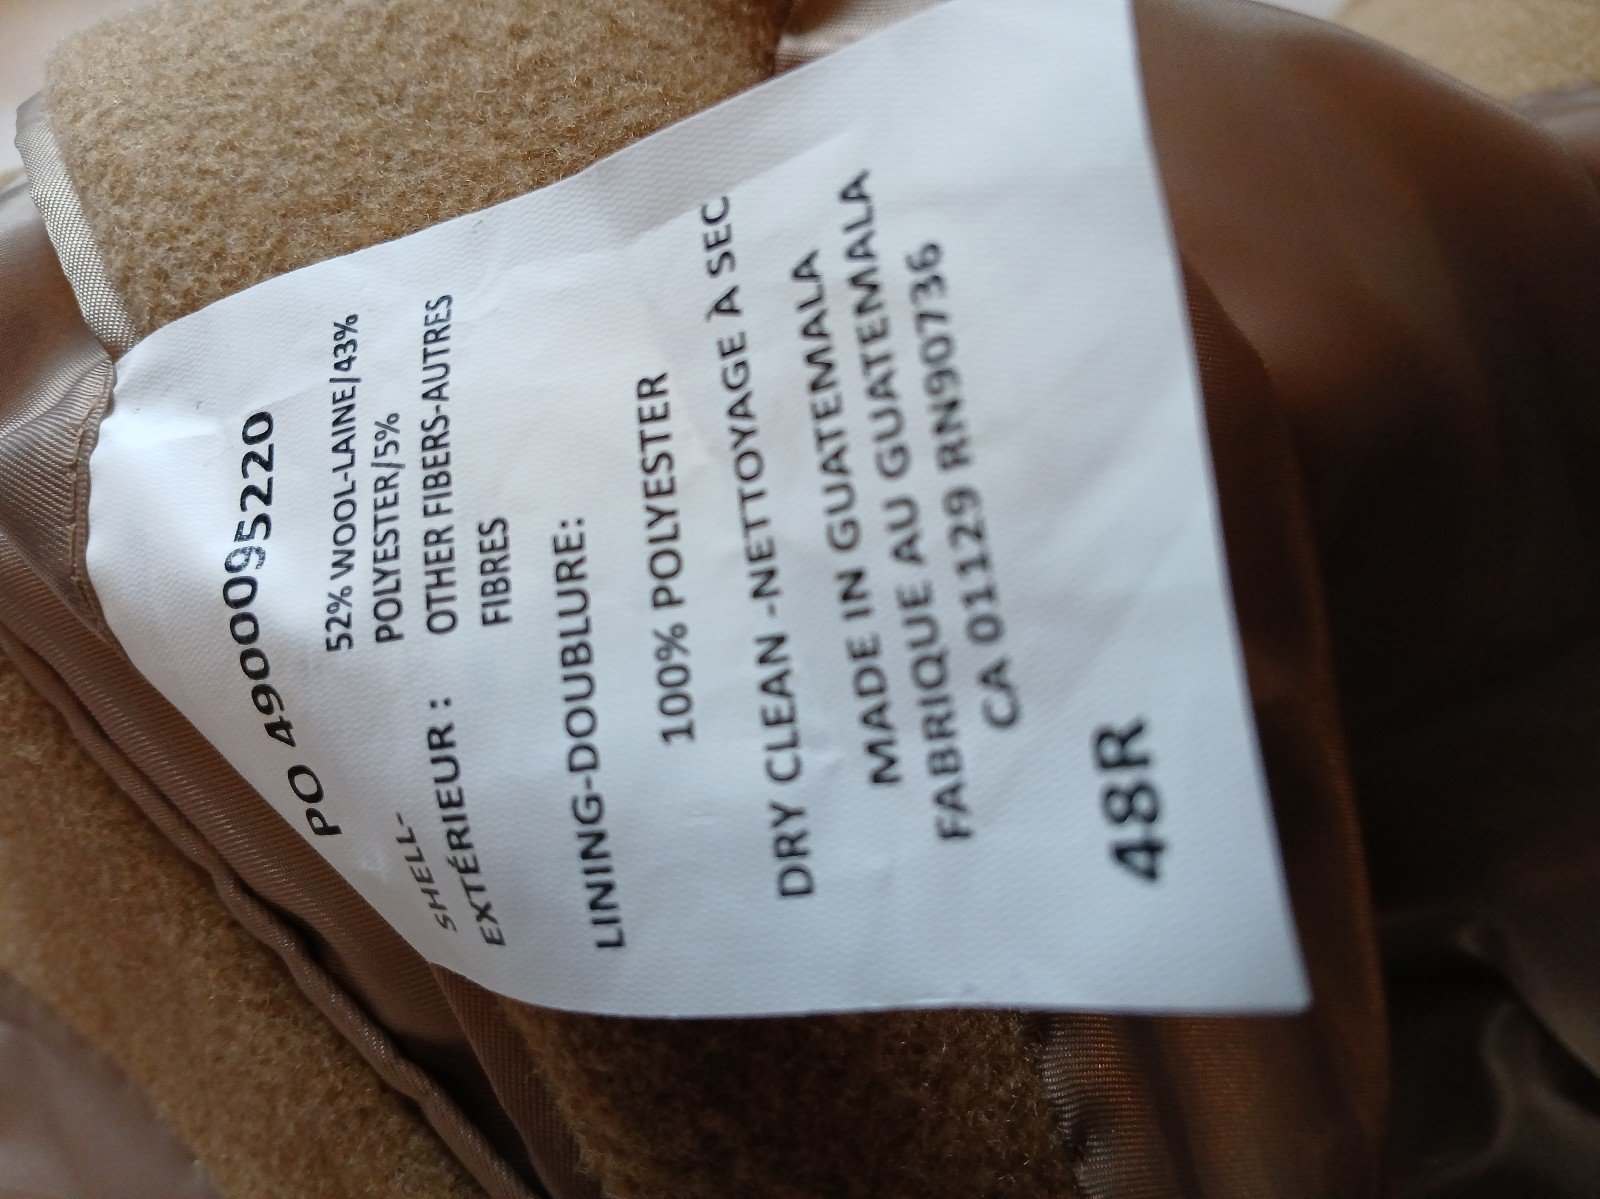 PO 4900095220
SHELL-
EXTÉRIEUR :
52% WOOL-LAINE/43%
POLYESTER/5%
OTHER FIBERS-AUTRES
FIBRES
LINING-DOUBLURE:
100% POLYESTER
DRY CLEAN -NETTOYAGE À SEC
MADE IN GUATEMALA
FABRIQUE AU GUATEMALA
CA 01129 RN90736
48R